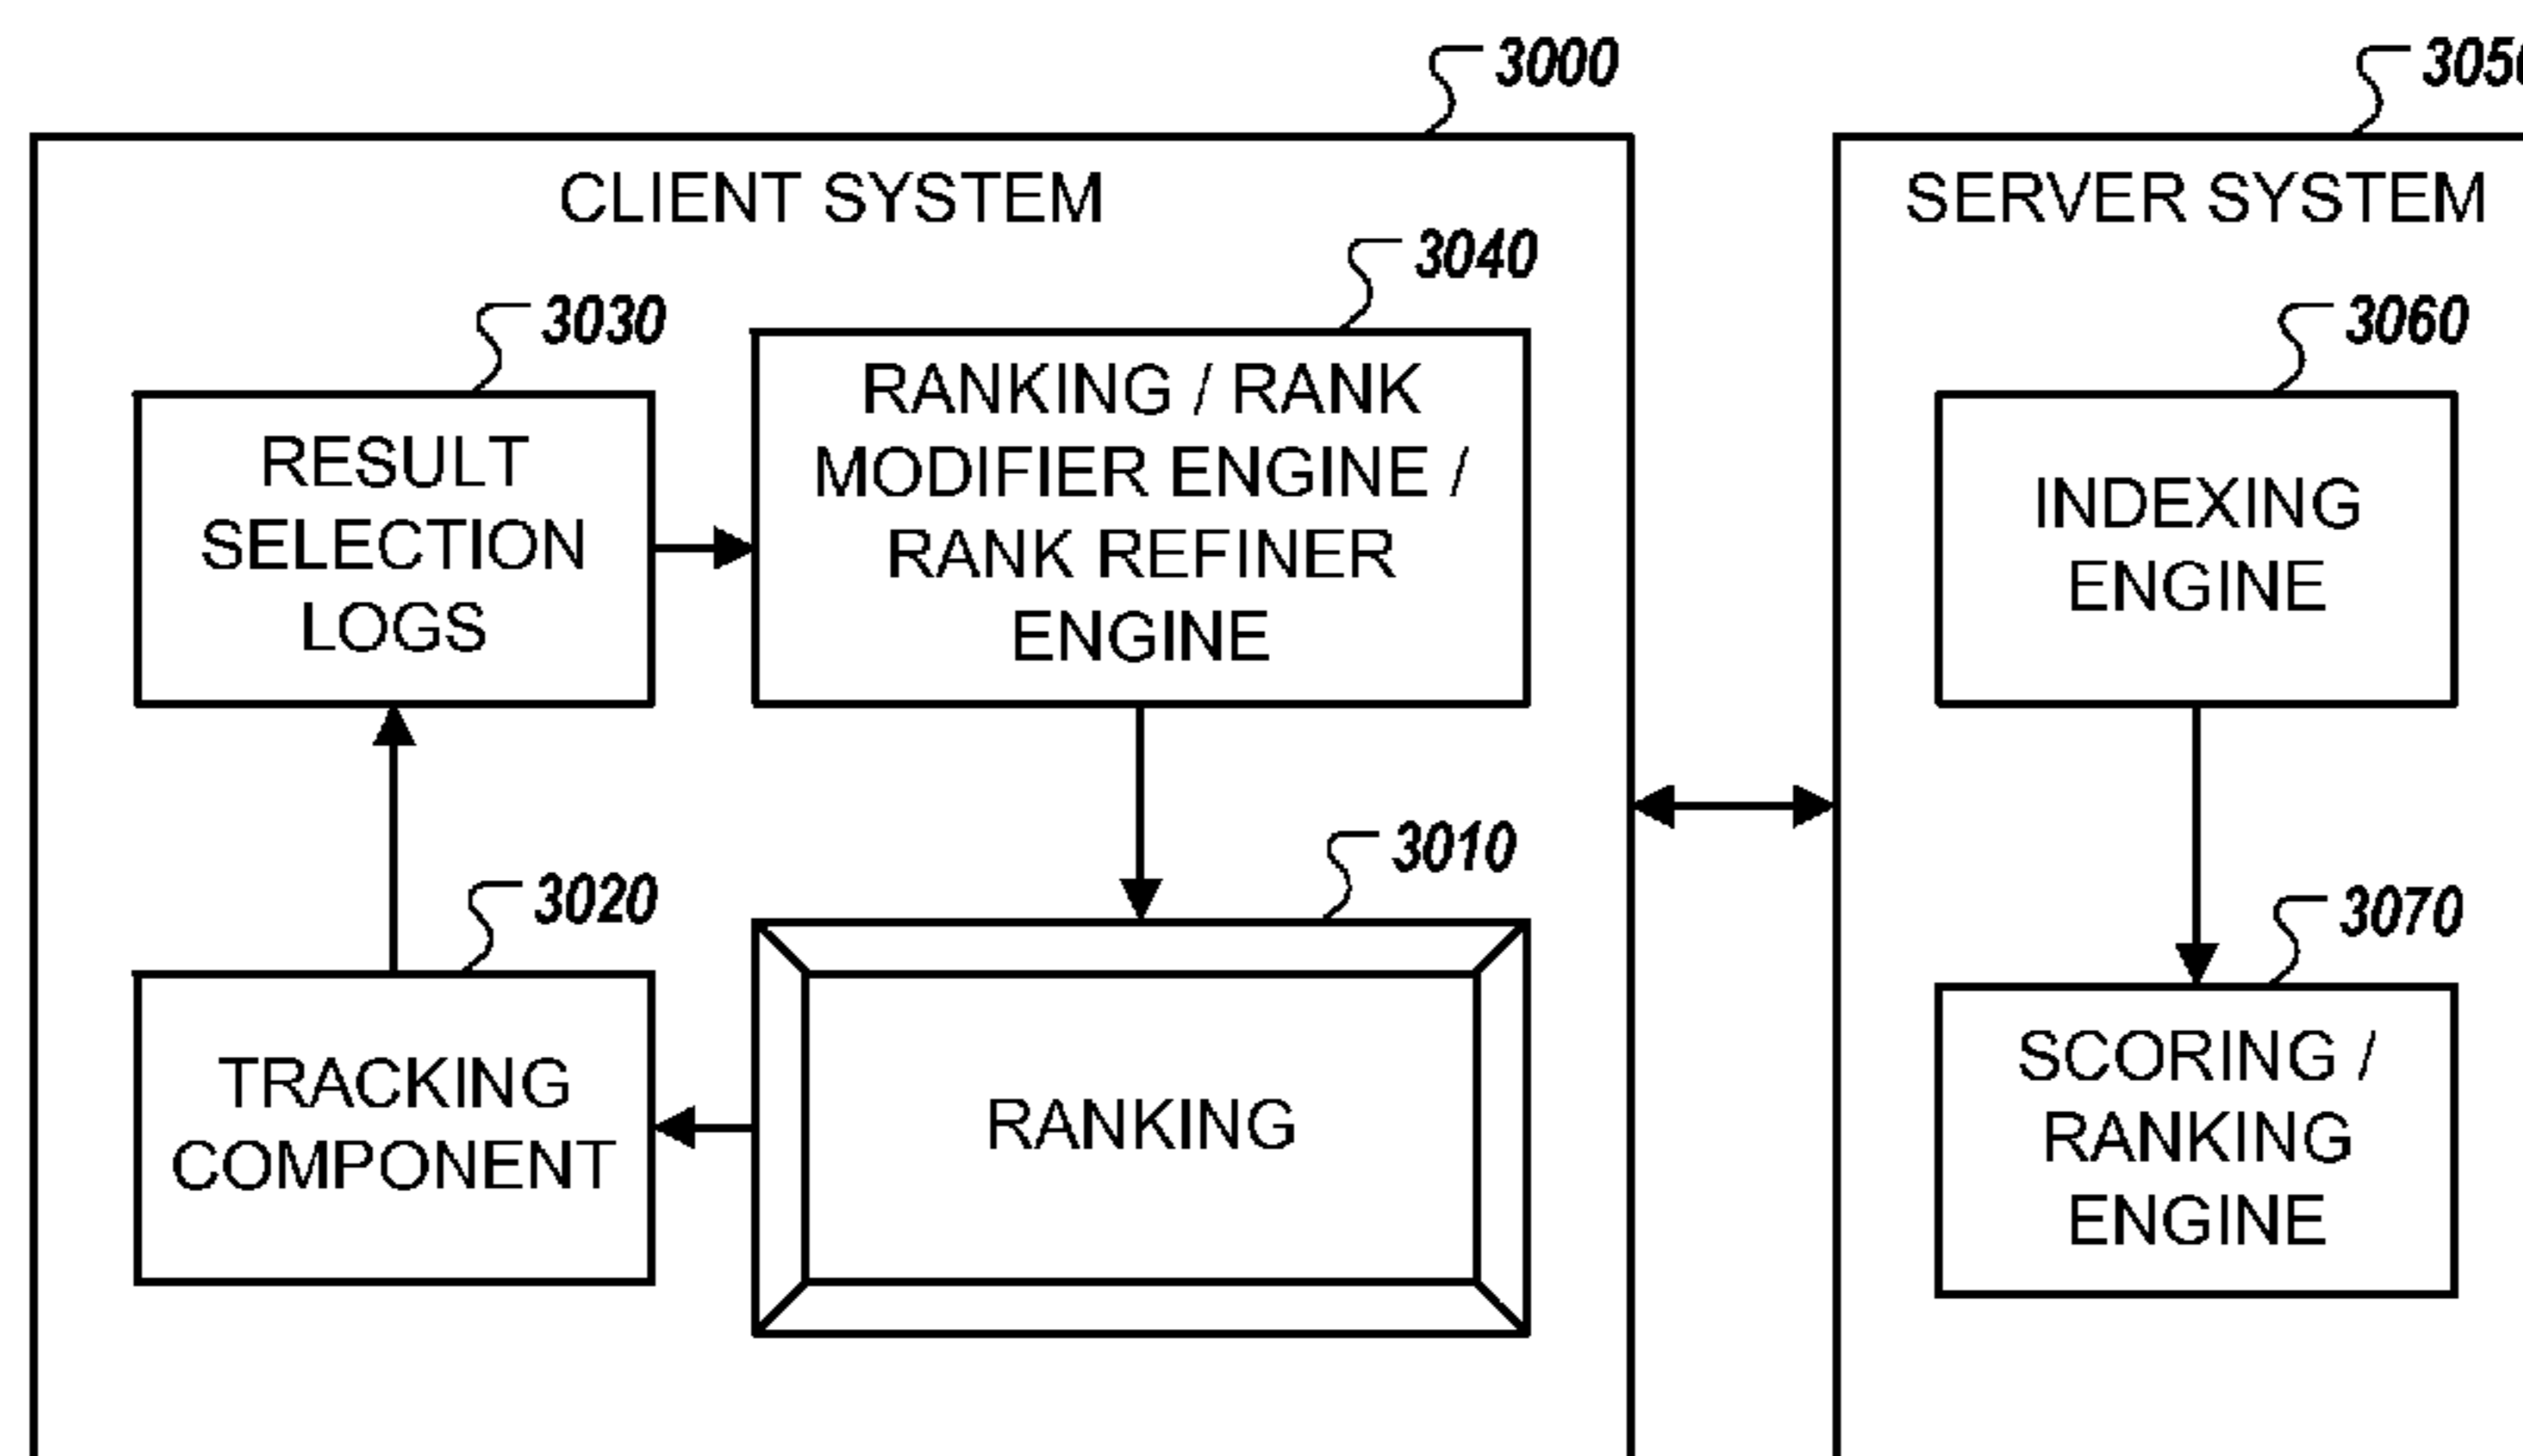 3000
CLIENT SYSTEM
3030
RESULT
SELECTION
LOGS
3040
RANKING / RANK
MODIFIER ENGINE /
RANK REFINER
ENGINE
3020
TRACKING
COMPONENT
3010
RANKING
3050
SERVER SYSTEM
3060
INDEXING
ENGINE
3070
SCORING /
RANKING
ENGINE